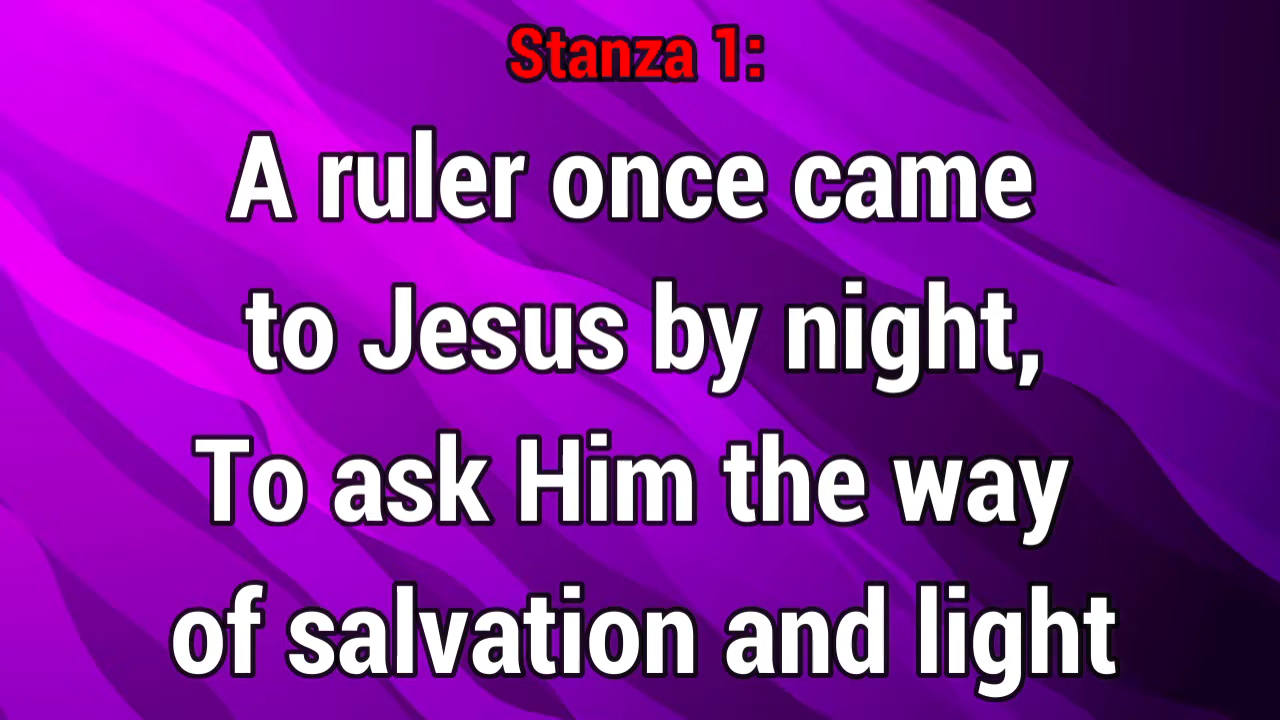 Stanza 1:
A ruler once came
to Jesus by night,
To ask Him the way
of salvation and light